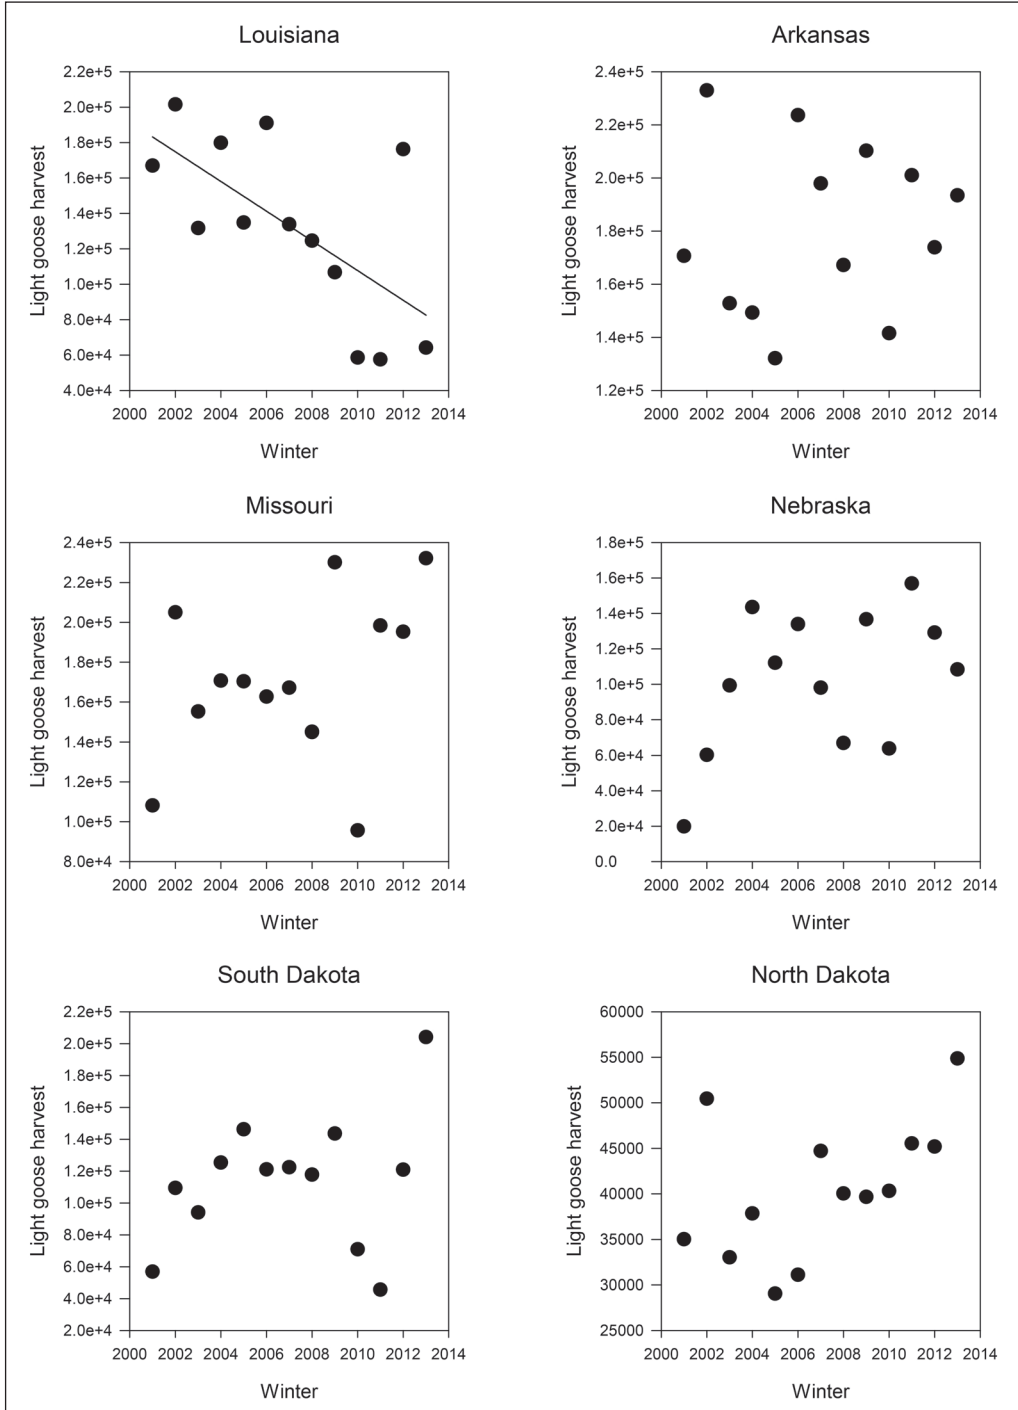 Louisiana
Arkansas
Light goose harvest
2.2e+5
2.0e+5
1.8e+5
1.6e+5
1.4e+5
1.2e+5
1.0e+5
8.0e+4
6.0e+4
4.0e+4
2000 2002 2004 2006 2008 2010 2012 2014
Winter
Light goose harvest
2.4e+5
2.2e+5
2.0e+5
1.8e+5
1.6e+5
1.4e+5
1.2e+5
2000 2002 2004 2006 2008 2010 2012 2014
Winter
Missouri
Nebraska
Light goose harvest
2.4e+5
2.2e+5
2.0e+5
1.8e+5
1.6e+5
1.4e+5
1.2e+5
1.0e+5
8.0e+4
2000 2002 2004 2006 2008 2010 2012 2014
Winter
Light goose harvest
1.8e+5
1.6e+5
1.4e+5
1.2e+5
1.0e+5
8.0e+4
6.0e+4
4.0e+4
2.0e+4
0.0
2000 2002 2004 2006 2008 2010 2012 2014
Winter
South Dakota
North Dakota
Light goose harvest
2.2e+5
2.0e+5
1.8e+5
1.6e+5
1.4e+5
1.2e+5
1.0e+5
8.0e+4
6.0e+4
4.0e+4
2.0e+4
2000 2002 2004 2006 2008 2010 2012 2014
Winter
Light goose harvest
60000
55000
50000
45000
40000
35000
30000
25000
2000 2002 2004 2006 2008 2010 2012 2014
Winter